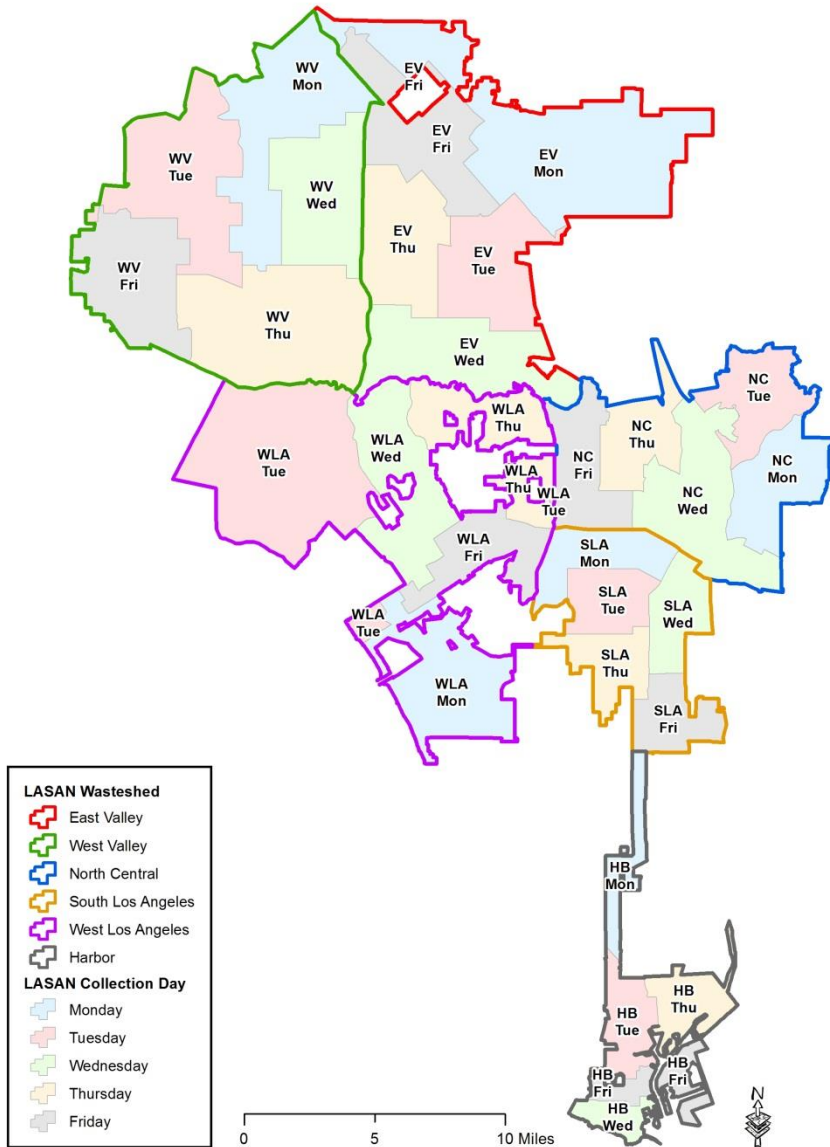 WV
Mon
EV
Fri
EV
Fri
WV
Tue
EV
Mon
WV
Wed
EV
Thu
EV
Tue
WV
Fri
WV
Thu
EV
Wed
NC
Tue
WLA
Thu
NC
Thu
WLA
Tue
WLA
Wed
NC
Fri
NC
Mon
WLA
Thu
WLA
Tue
NC
Wed
WLA
Fri
SLA
Mon
SLA
Tue
SLA
Wed
WLA
Tue
SLA
Thu
WLA
Mon
SLA
Fri
LASAN Wasteshed
East Valley
West Valley
North Central
South Los Angeles
West Los Angeles
Harbor
LASAN Collection Day
Monday
Tuesday
Wednesday
Thursday
Friday
HB
Mon
HB
Thu
HB
Tue
HB
Fri
HB
Fri
HB
Wed
0 5 10 Miles
N